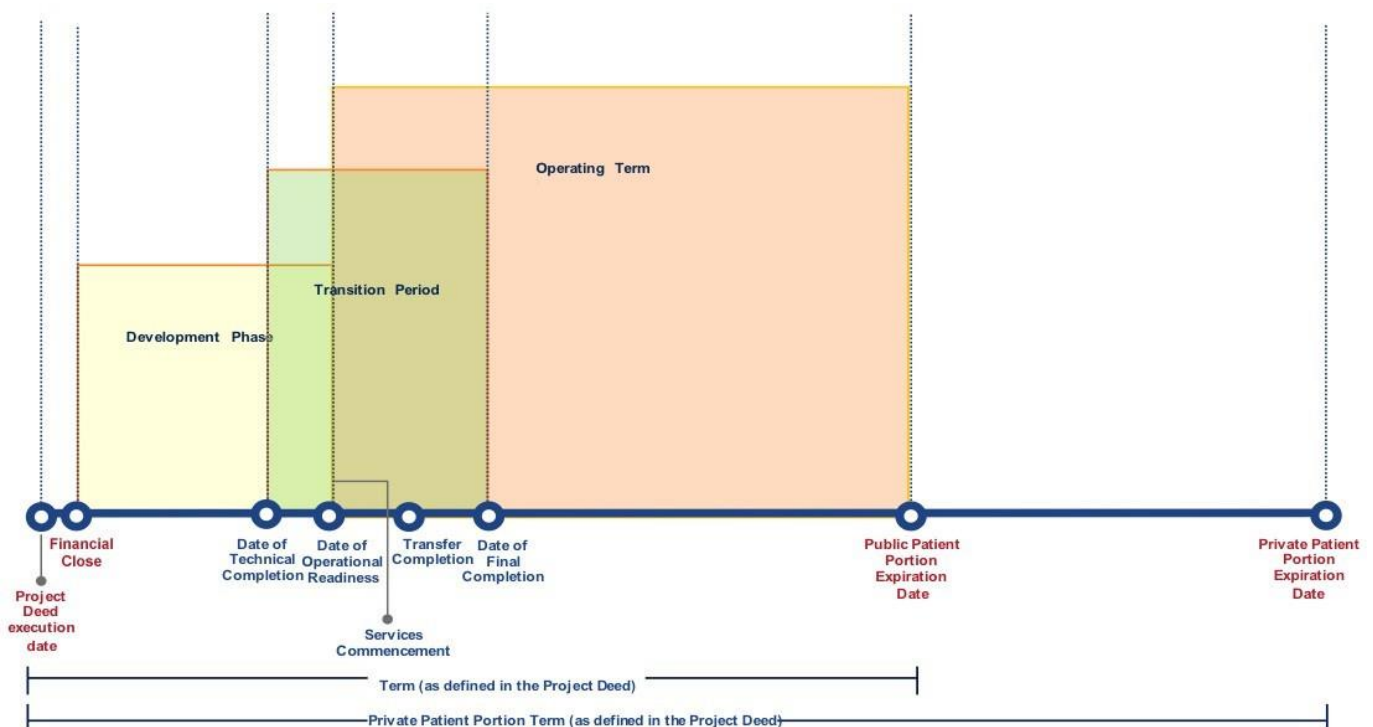 Operating Term
Transition Period
Development Phase
Financial
Close
Date of
Technical
Completion
Date of
Operational
Readiness
Transfer
Completion
Date of
Final
Completion
Public Patient
Portion
Expiration
Date
Private Patient
Portion
Expiration
Date
Project
Deed
execution
date
Services
Commencement
Term (as defined in the Project Deed)
Private Patient Portion Term (as defined in the Project Deed)